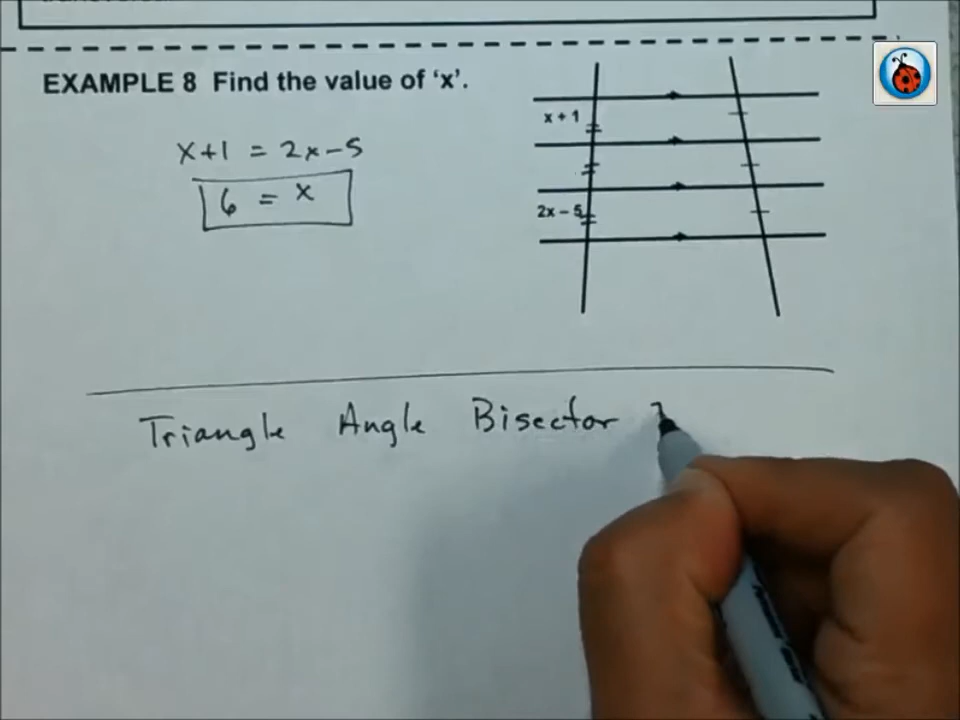 EXAMPLE 8 Find the value of 'x'.
x + 1
x+1 = 2x-5
6 = x
2x - 5
Triangle Angle Bisector